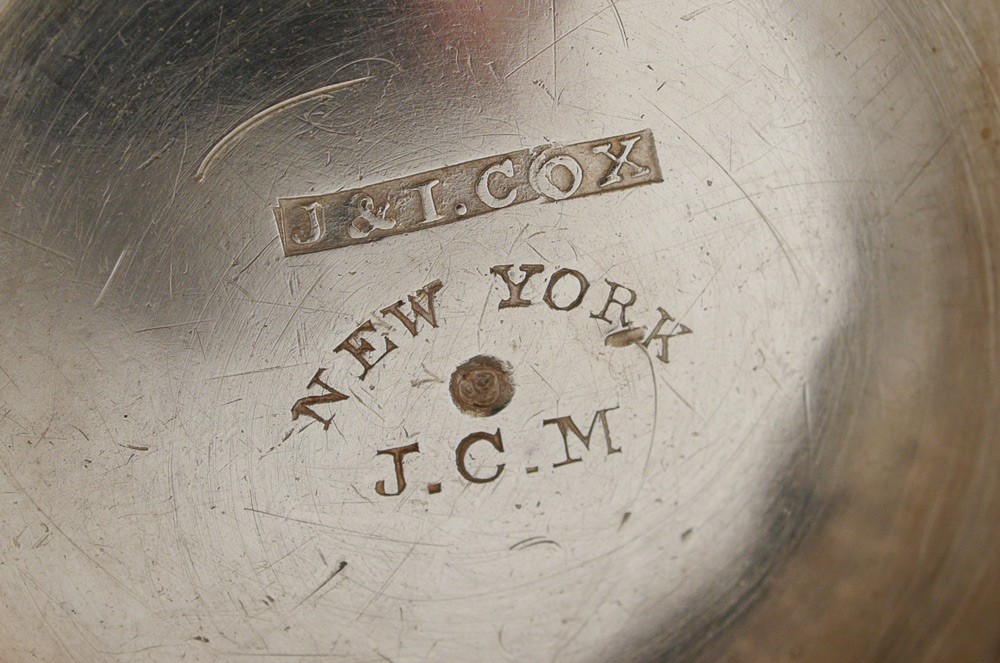 J & I. COX
NEW YORK
J.C.M